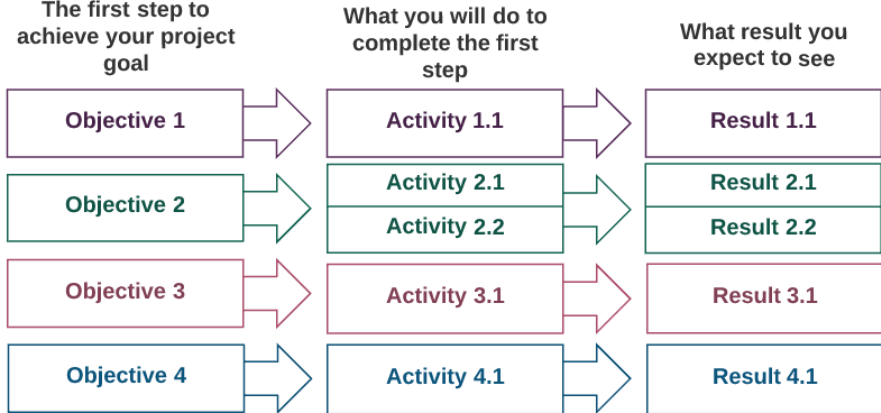 The first step to
achieve your project
goal
What you will do to
complete the first
step
What result you
expect to see
Objective 1
Activity 1.1
Result 1.1
Objective 2
Activity 2.1
Activity 2.2
Result 2.1
Result 2.2
Objective 3
Activity 3.1
Result 3.1
Objective 4
Activity 4.1
Result 4.1